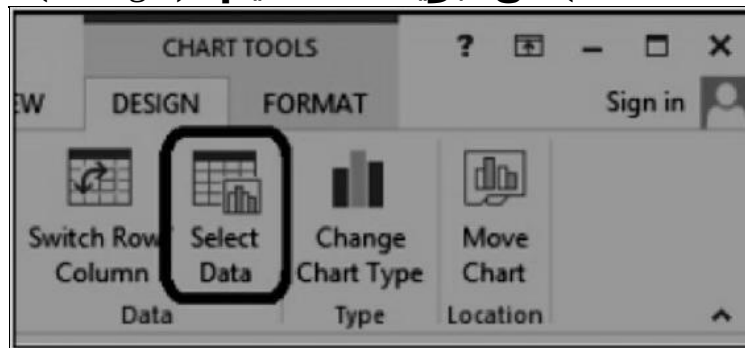 CHART TOOLS ?
EW DESIGN FORMAT Sign in
Switch Row/ Select Change Move
Column Data Chart Type Chart
Data Type Location